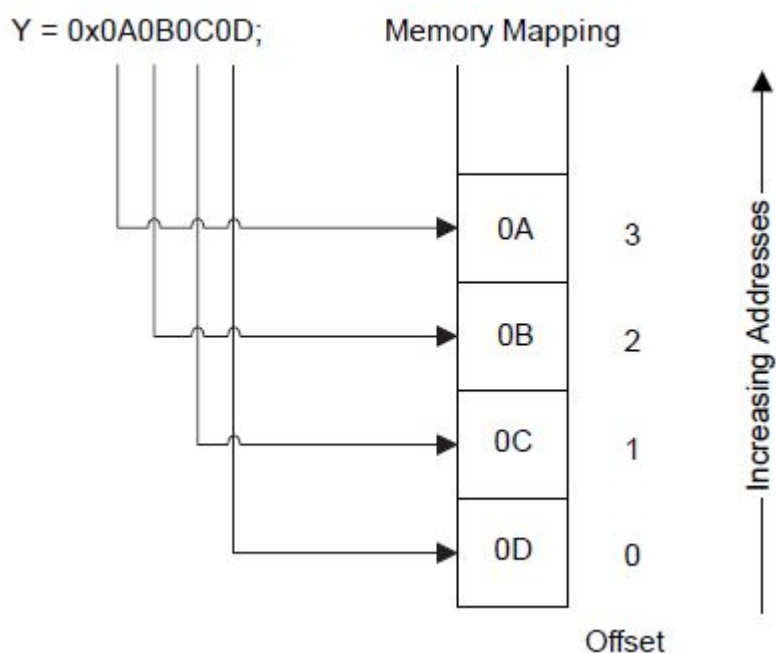 Y = 0x0A0B0C0D; Memory Mapping
0A 3
0B 2
0C 1
0D 0
Offset
Increasing Addresses